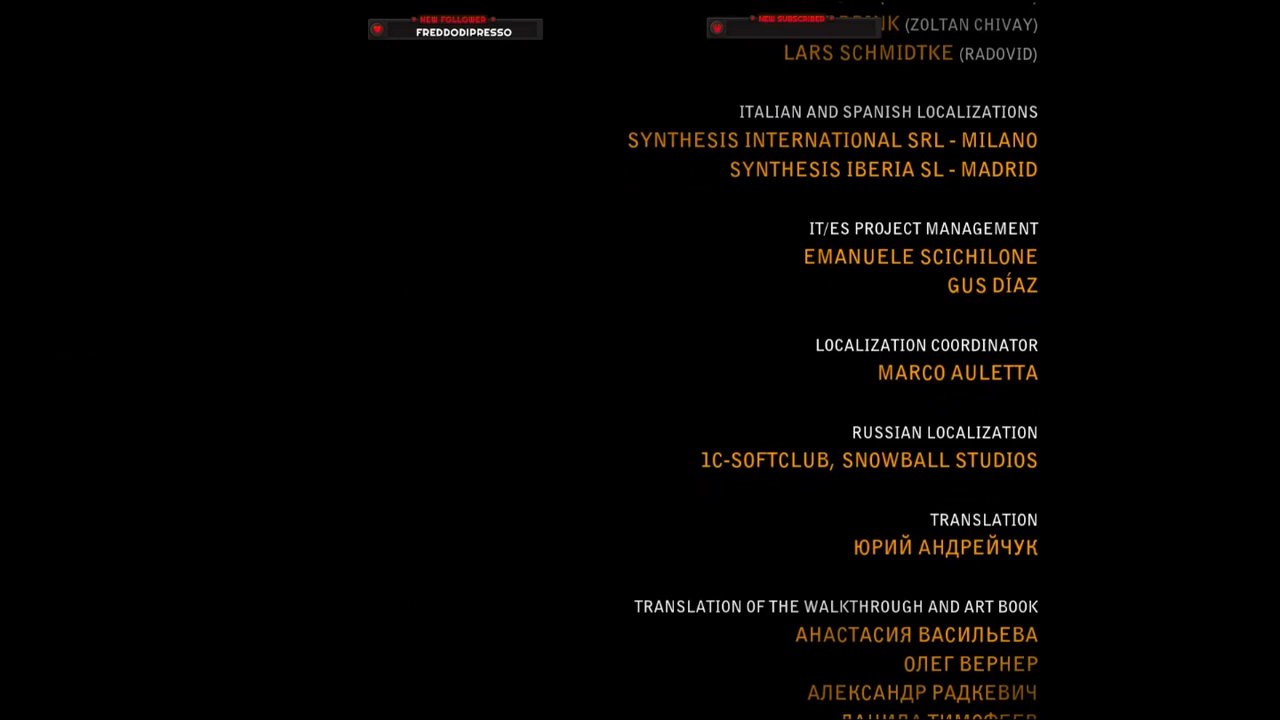 NEW FOLLOWER
FREDDODIPRESSO
NEW SUBSCRIBER
(ZOLTAN CHIVAY)
LARS SCHMIDTKE (RADOVID)
ITALIAN AND SPANISH LOCALIZATIONS
SYNTHESIS INTERNATIONAL SRL - MILANO
SYNTHESIS IBERIA SL - MADRID
IT/ES PROJECT MANAGEMENT
EMANUELE SCICHILONE
GUS DÍAZ
LOCALIZATION COORDINATOR
MARCO AULETTA
RUSSIAN LOCALIZATION
1C-SOFTCLUB, SNOWBALL STUDIOS
TRANSLATION
ЮРИЙ АНДРЕЙЧУК
TRANSLATION OF THE WALKTHROUGH AND ART BOOK
АНАСТАСИЯ ВАСИЛЬЕВА
ОЛЕГ ВЕРНЕР
АЛЕКСАНДР РАДКЕВИЧ